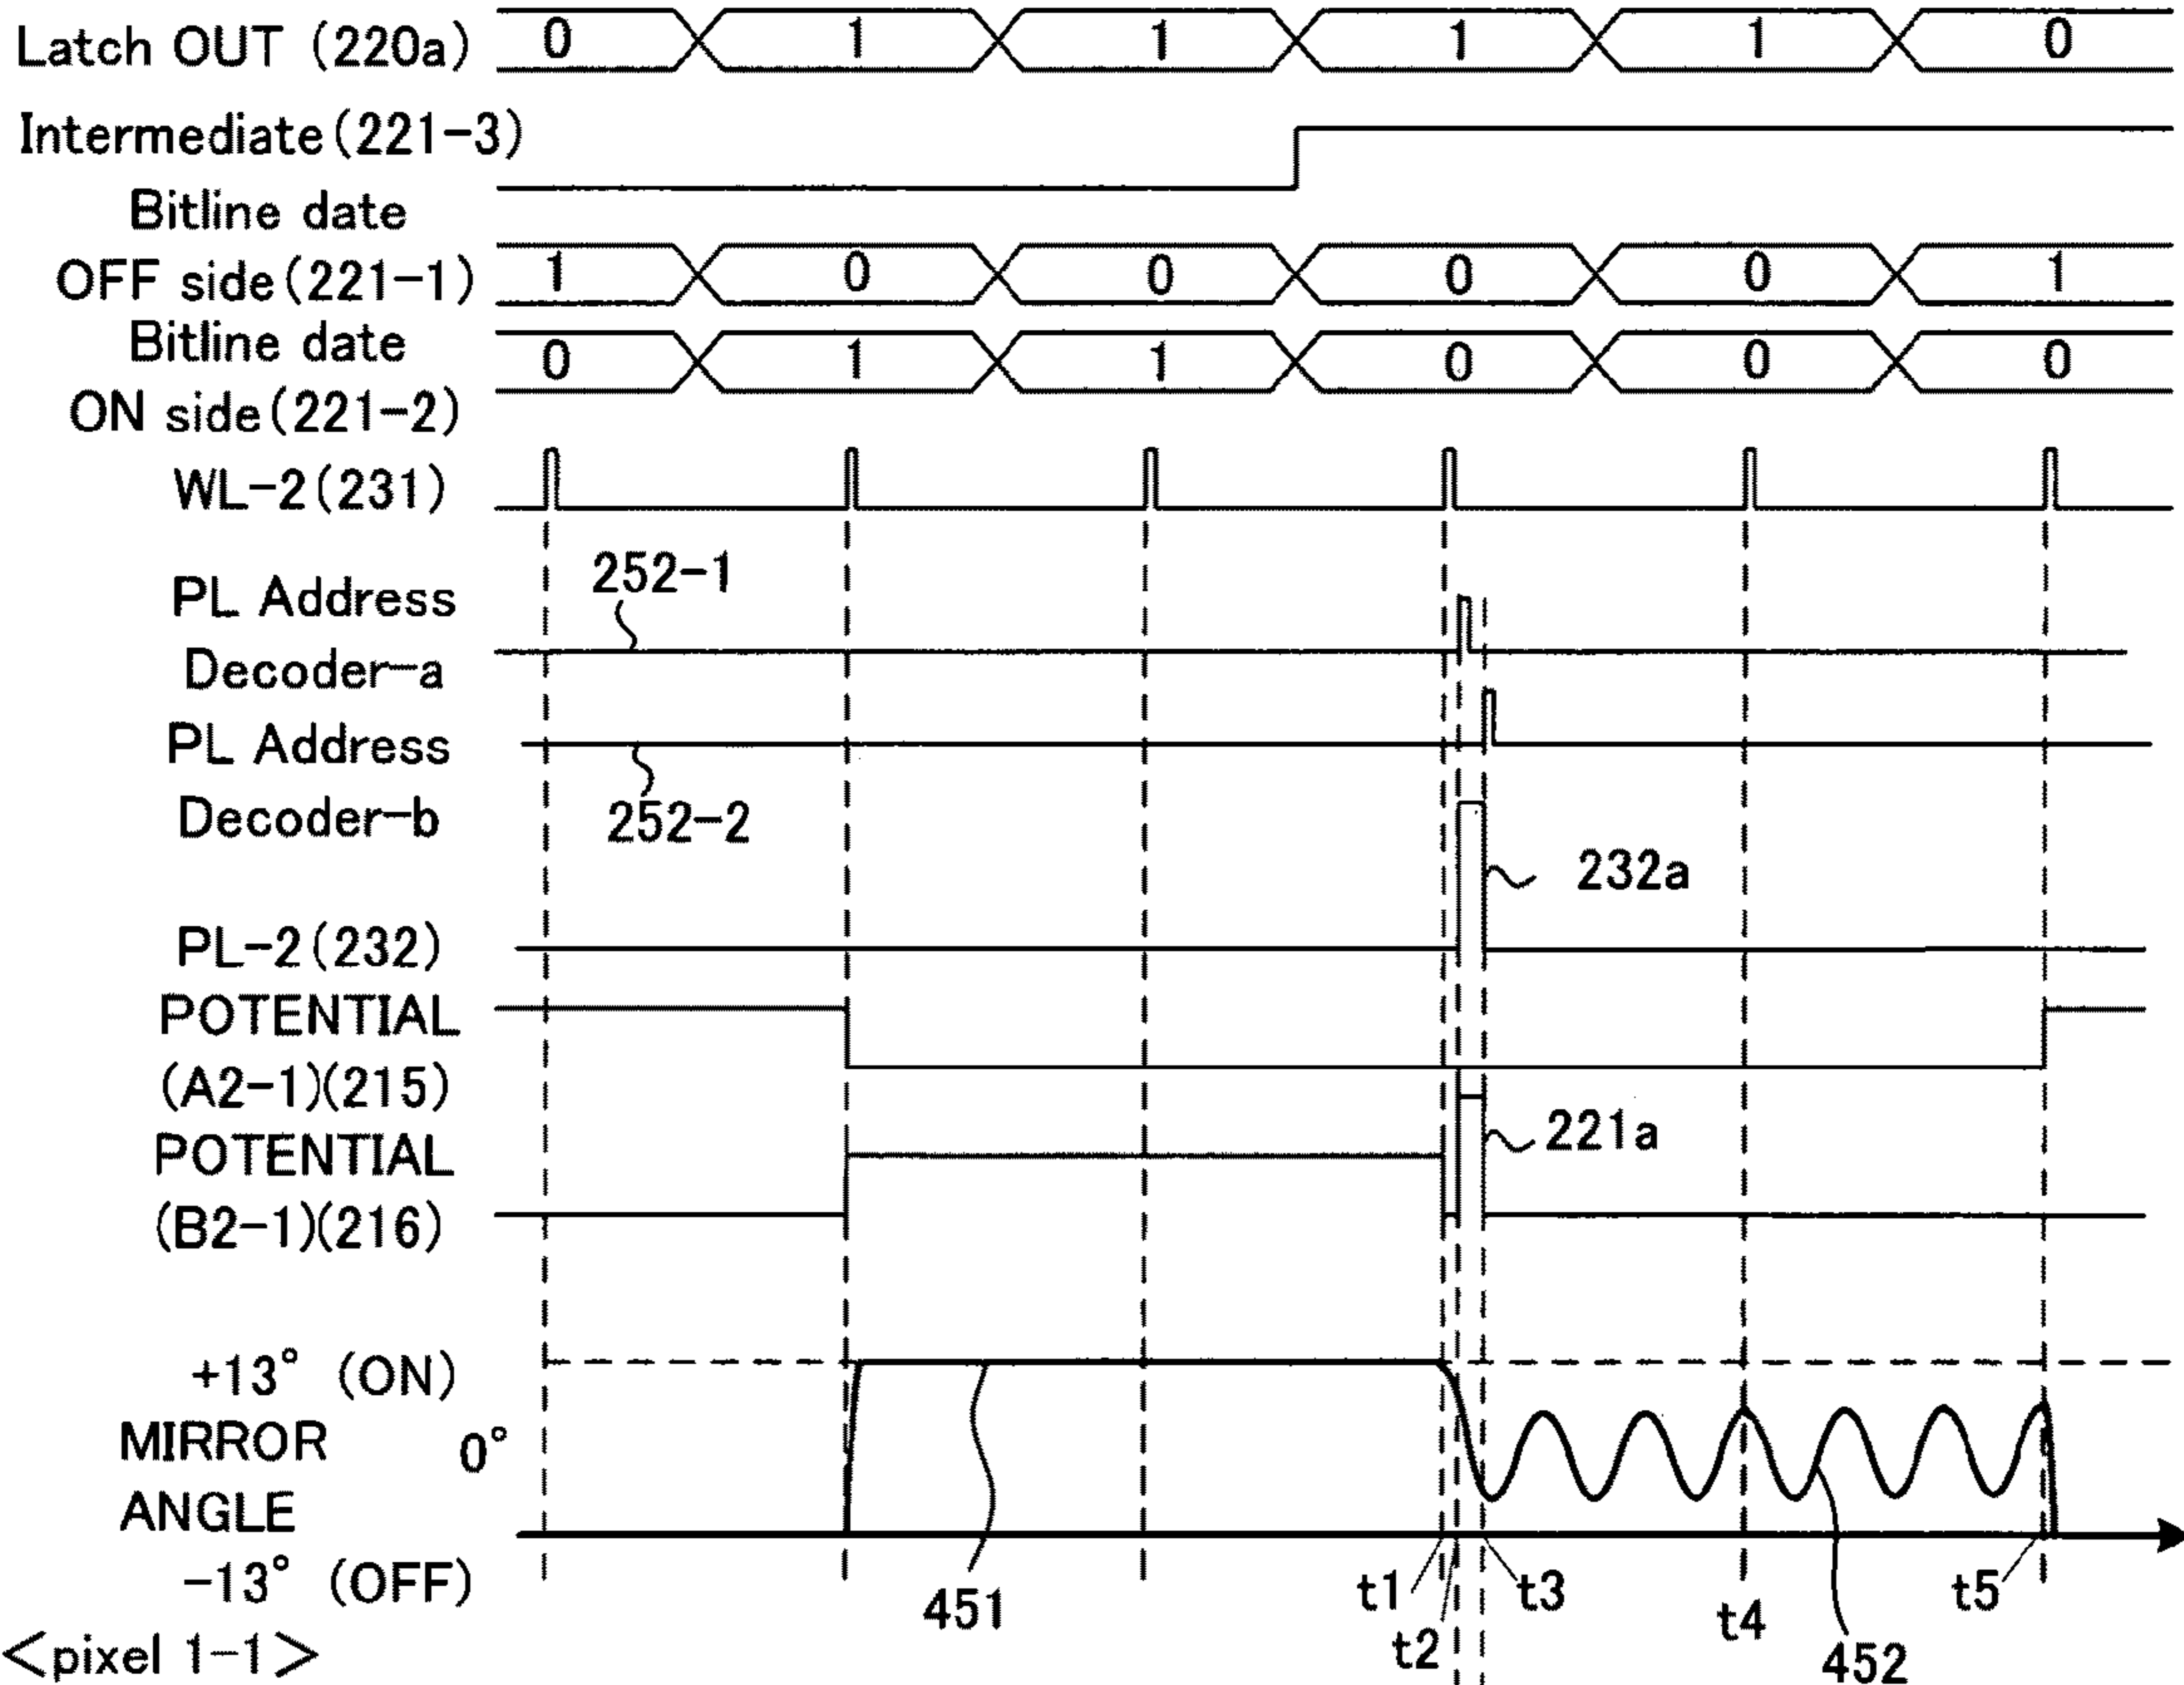 Latch OUT (220a) 0 1 1 1 1 0
Intermediate(221-3)
Bitline date
OFF side(221-1) 1 0 0 0 0 1
Bitline date
0 1 1 0 0 0
ON side(221-2)
WL-2(231)
252-1
PL Address
Decoder-a
PL Address
252-2
Decoder-b
232a
PL-2(232)
POTENTIAL
(A2-1)(215)
221a
POTENTIAL
(B2-1)(216)
+13° (ON)
MIRROR 0°
ANGLE
-13° (OFF)
451 t1 t2 t3 t4 452 t5
<pixel 1-1>